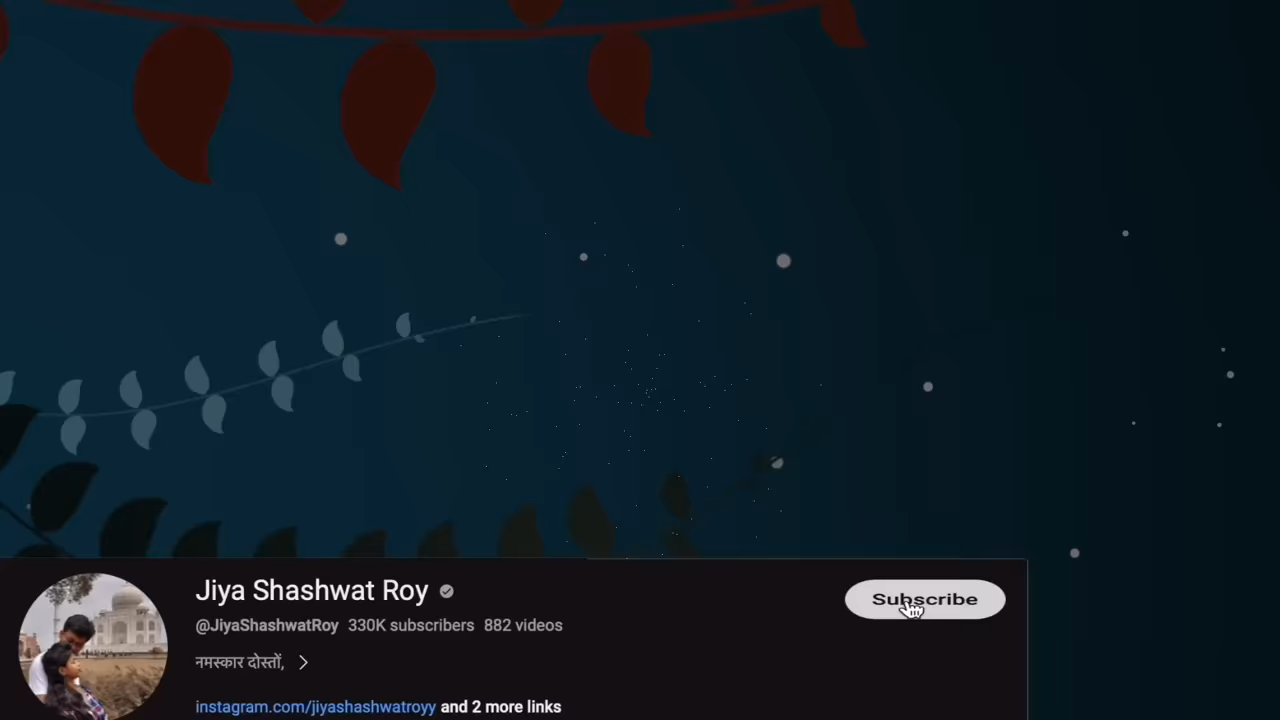 Jiya Shashwat Roy
Subscribe
@JiyaShashwatRoy 330K subscribers 882 videos
नमस्कार दोस्तों,
instagram.com/jiyashashwatroyy and 2 more links